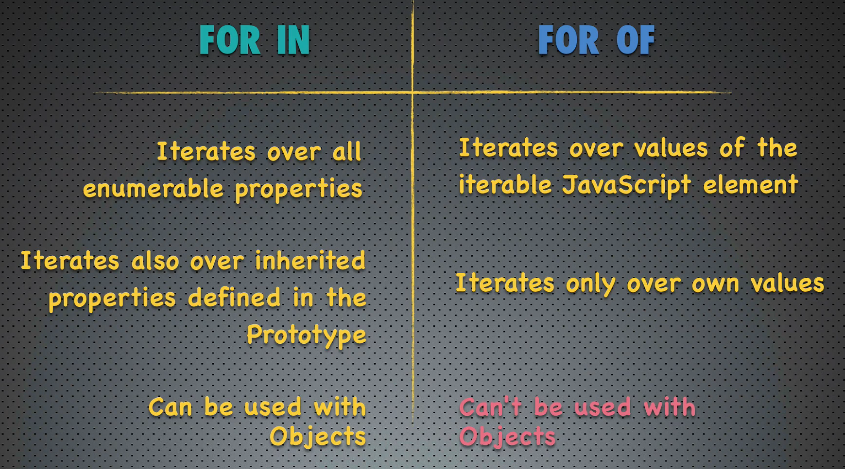 FOR IN
Iterates over all
enumerable properties
Iterates also over inherited
properties defined in the
Prototype
Can be used with
Objects
FOR OF
Iterates over values of the
iterable JavaScript element
Iterates only over own values
Can't be used with
Objects